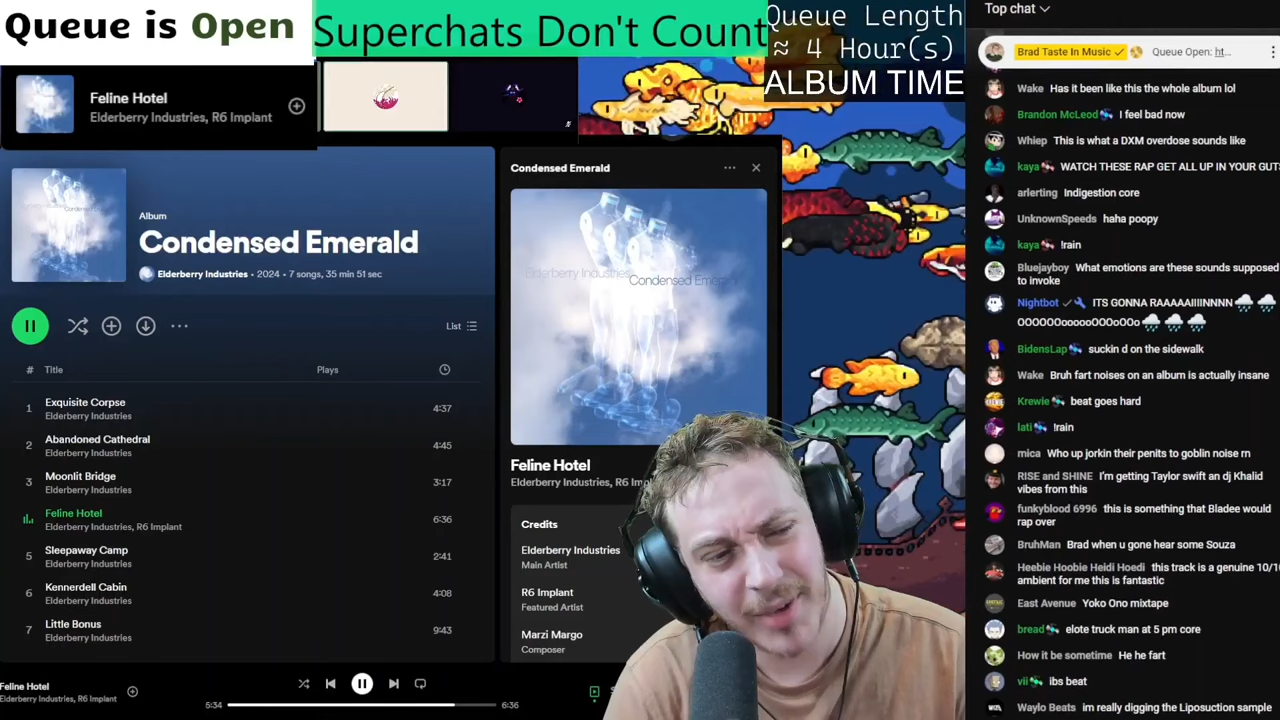 Queue is Open
Superchats Don't Count
Queue Length
≈ 4 Hour(s)
ALBUM TIME
Feline Hotel
Elderberry Industries, R6 Implant
Album
Condensed Emerald
Elderberry Industries • 2024 • 7 songs, 35 min 51 sec
List
# Title Plays
1 Exquisite Corpse 4:37
Elderberry Industries
2 Abandoned Cathedral 4:45
Elderberry Industries
3 Moonlit Bridge 3:17
Elderberry Industries
Feline Hotel 6:36
Elderberry Industries, R6 Implant
5 Sleepaway Camp 2:41
Elderberry Industries
6 Kennerdell Cabin 4:08
Elderberry Industries
7 Little Bonus 9:43
Elderberry Industries
Feline Hotel
Elderberry Industries, R6 Implant
5:34 6:36
Condensed Emerald
Elderberry Industries
Condensed
Feline Hotel
Elderberry Industries, R6
Credits
Elderberry Industries
Main Artist
R6 Implant
Featured Artist
Marzi Margo
Composer
Top chat
Brad Taste In Music Queue Open: ht...
Wake Has it been like this the whole album lol
Brandon McLeod I feel bad now
Whiep This is what a DXM overdose sounds like
kaya WATCH THESE RAP GET ALL UP IN YOUR GUTS
arlerting Indigestion core
UnknownSpeeds haha poopy
kaya !rain
Bluejayboy What emotions are these sounds supposed
to invoke
Nightbot ITS GONNA RAAAAAIIIINNNN
OOOOOOoooooOOOoOOo
BidensLap suckin d on the sidewalk
Wake Bruh fart noises on an album is actually insane
Krewie beat goes hard
lati !rain
mica Who up jorkin their penits to goblin noise rn
RISE and SHINE I'm getting Taylor swift an dj Khalid
vibes from this
funkyblood 6996 this is something that Bladee would
rap over
BruhMan Brad when u gone hear some Souza
Heebie Hoobie Heidi Hoedi this track is a genuine 10/10
ambient for me this is fantastic
East Avenue Yoko Ono mixtape
bread elote truck man at 5 pm core
How it be sometime He he fart
vii ibs beat
Waylo Beats im really digging the Liposuction sample